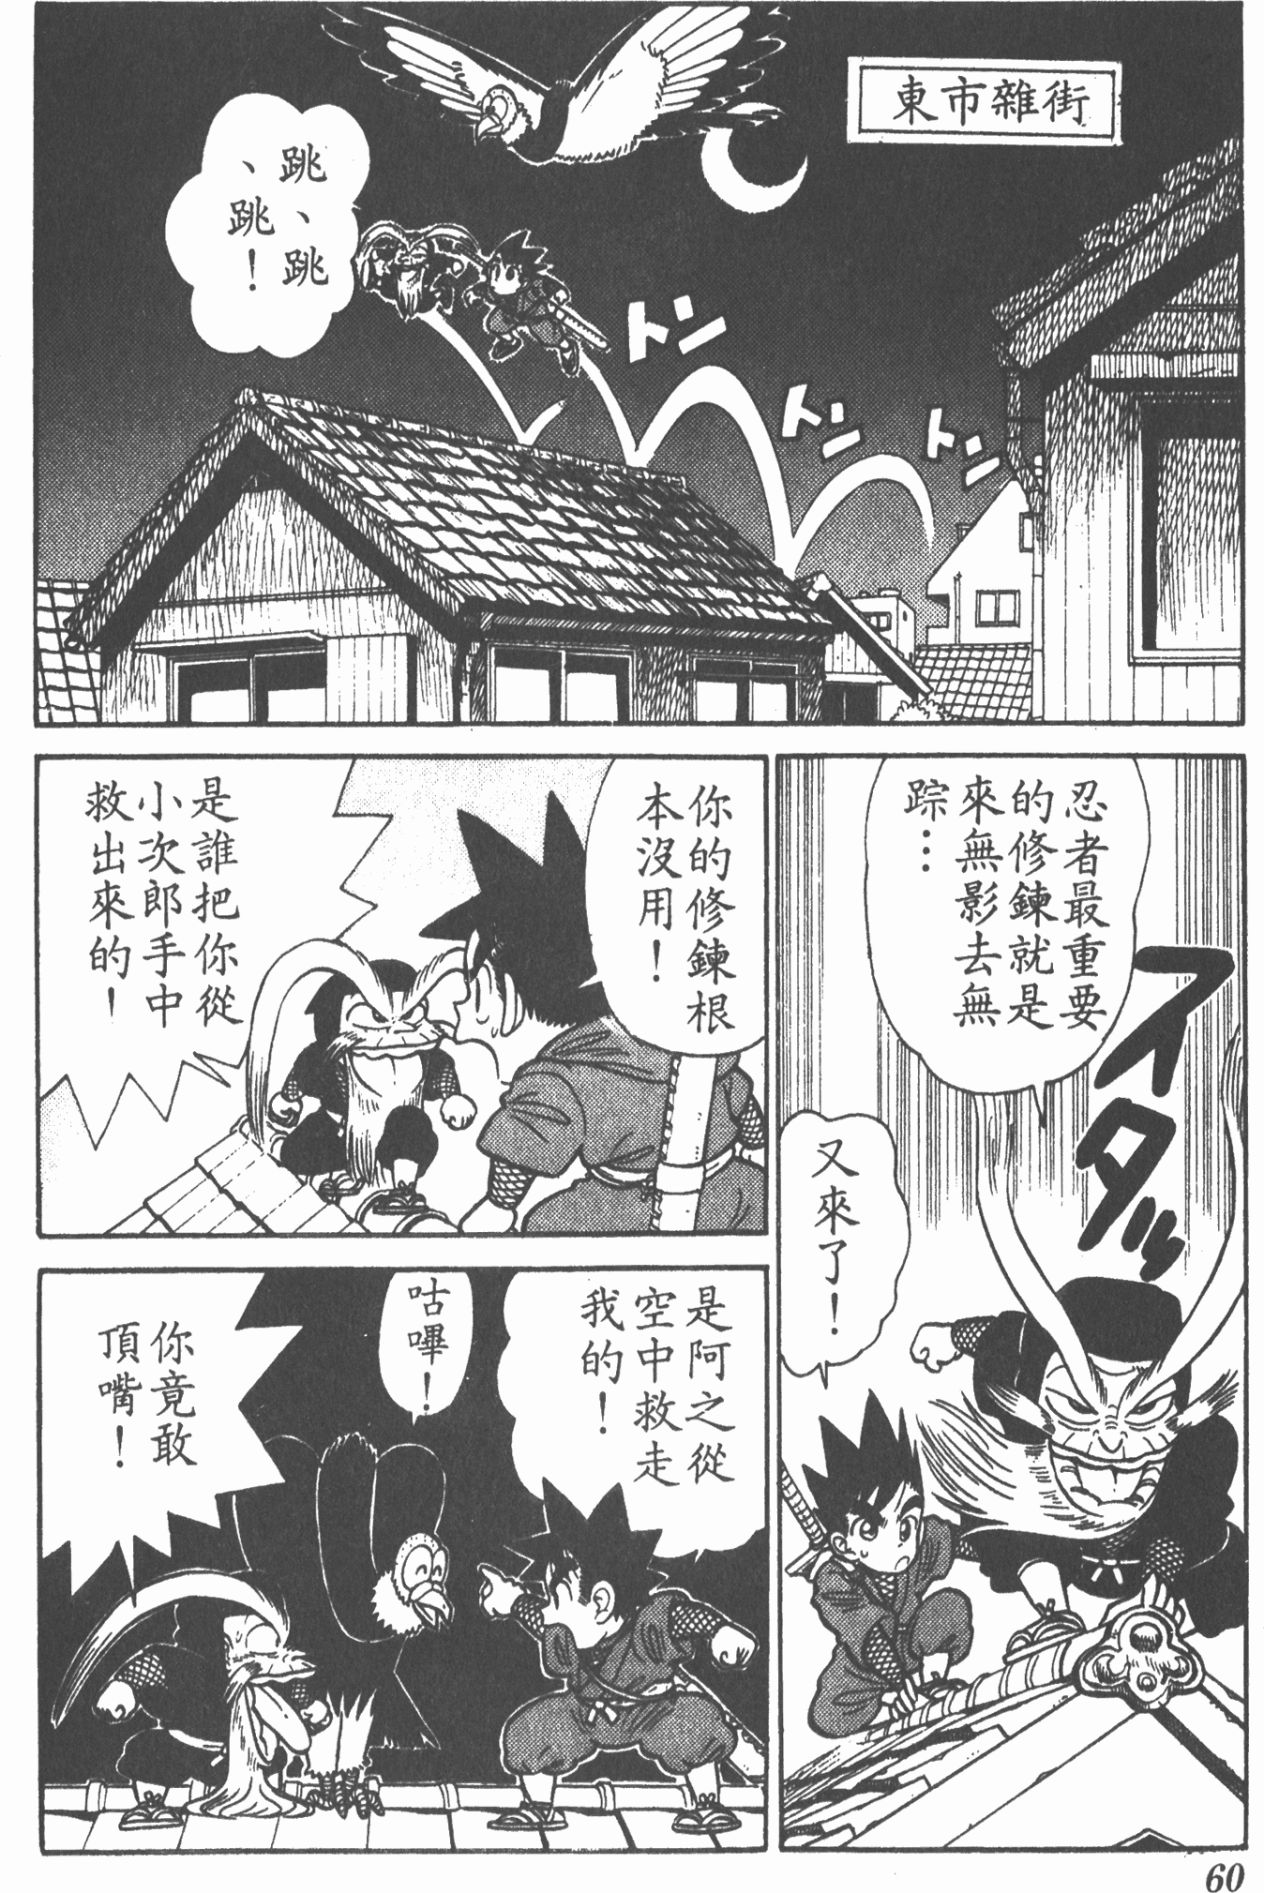 東市雜街
跳、跳
、跳！
トン
トン
トン
忍者最重要
的修鍊就是
來無影去無
踪…
スタッ
又來了！
你的修鍊根
本沒用！
是誰把你從
小次郎手中
救出來的！
是阿之從
空中救走
我的！
咕嗶！
你竟敢
頂嘴！
60